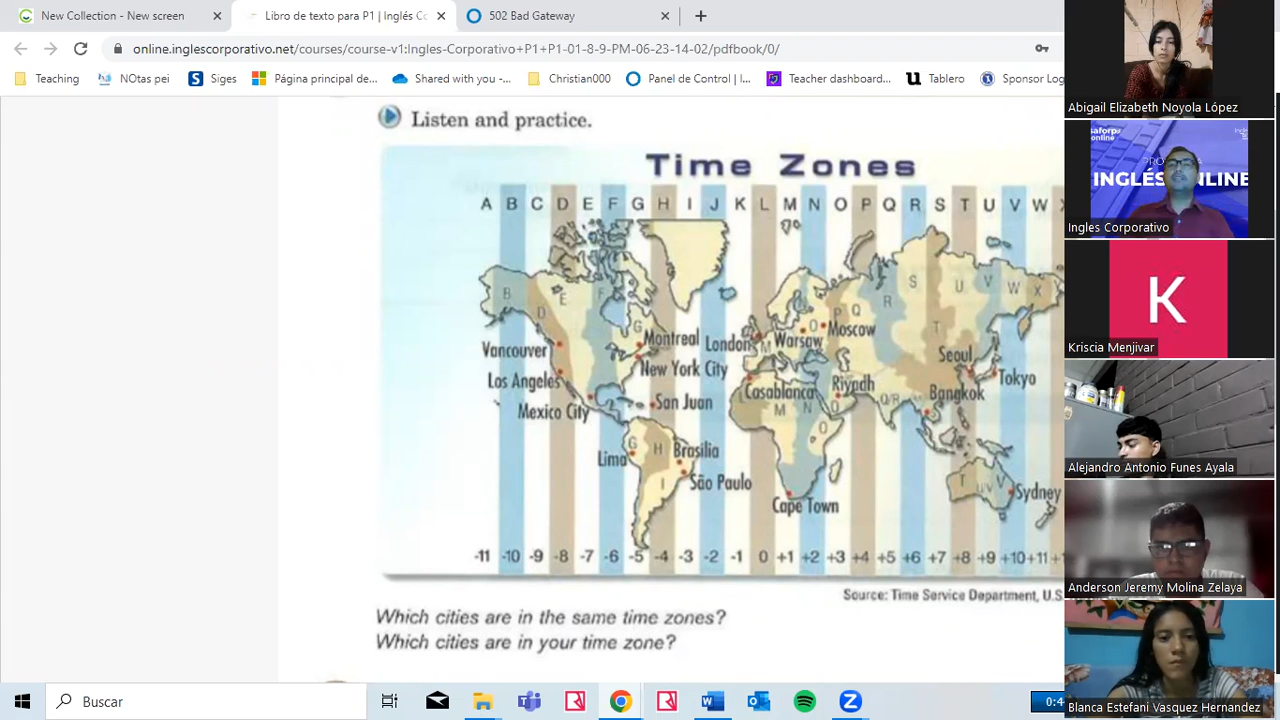 New Collection - New screen
Libro de texto para P1 | Inglés Cc
502 Bad Gateway
online.inglescorporativo.net/courses/course-v1:Ingles-Corporativo+P1+P1-01-8-9-PM-06-23-14-02/pdfbook/0/
Teaching
NOtas pei
Siges
Página principal de...
Shared with you -...
Christian000
Panel de Control | I...
Teacher dashboard...
Tablero
Sponsor Log
Listen and practice.
Time Zones
A B C D E F G H I J K L M N O P Q R S T U V W
B D E F G
Q P R S T U V W X
Vancouver
Los Angeles
Mexico City
Montreal
New York City
San Juan
London
Warsaw
Moscow
Casablanca
Riyadh
Seoul
Tokyo
Bangkok
Lima
Brasilia
São Paulo
Cape Town
Sydney
G H I
M N O
Q/R
-11 -10 -9 -8 -7 -6 -5 -4 -3 -2 -1 0 +1 +2 +3 +4 +5 +6 +7 +8 +9 +10 +11
Source: Time Service Department, U.S.
Which cities are in the same time zones?
Which cities are in your time zone?
Buscar
0:4
Abigail Elizabeth Noyola López
INGLÉS ONLINE
Ingles Corporativo
K
Kriscia Menjivar
Alejandro Antonio Funes Ayala
Anderson Jeremy Molina Zelaya
Blanca Estefani Vasquez Hernandez